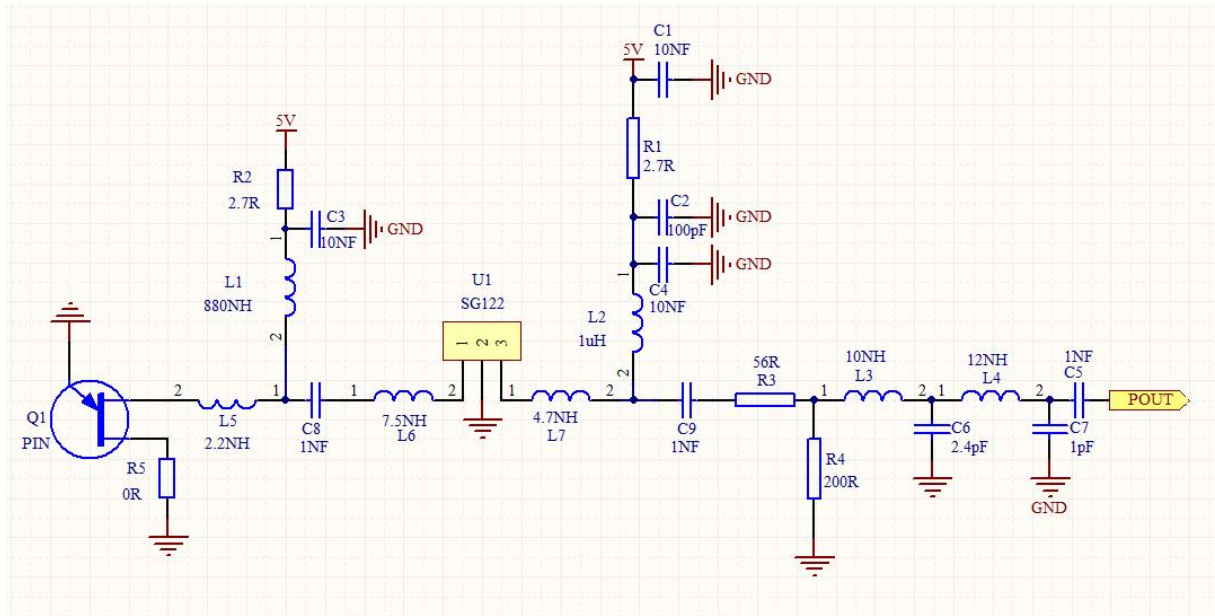 C1
5V
10NF
GND
5V
R1
2.7R
R2
2.7R
C2
GND
100pF
C3
GND
10NF
1
GND
1
C4
10NF
L1
880NH
U1
SG122
L2
1uH
2
1
2
3
2
56R
10NH
12NH
1NF
2
1
1
2
1
2
R3
1
L3
2
1
L4
2
C5
POUT
Q1
PIN
L5
2.2NH
C8
1NF
7.5NH
L6
4.7NH
L7
C9
1NF
C6
2.4pF
C7
1pF
R5
0R
R4
200R
GND